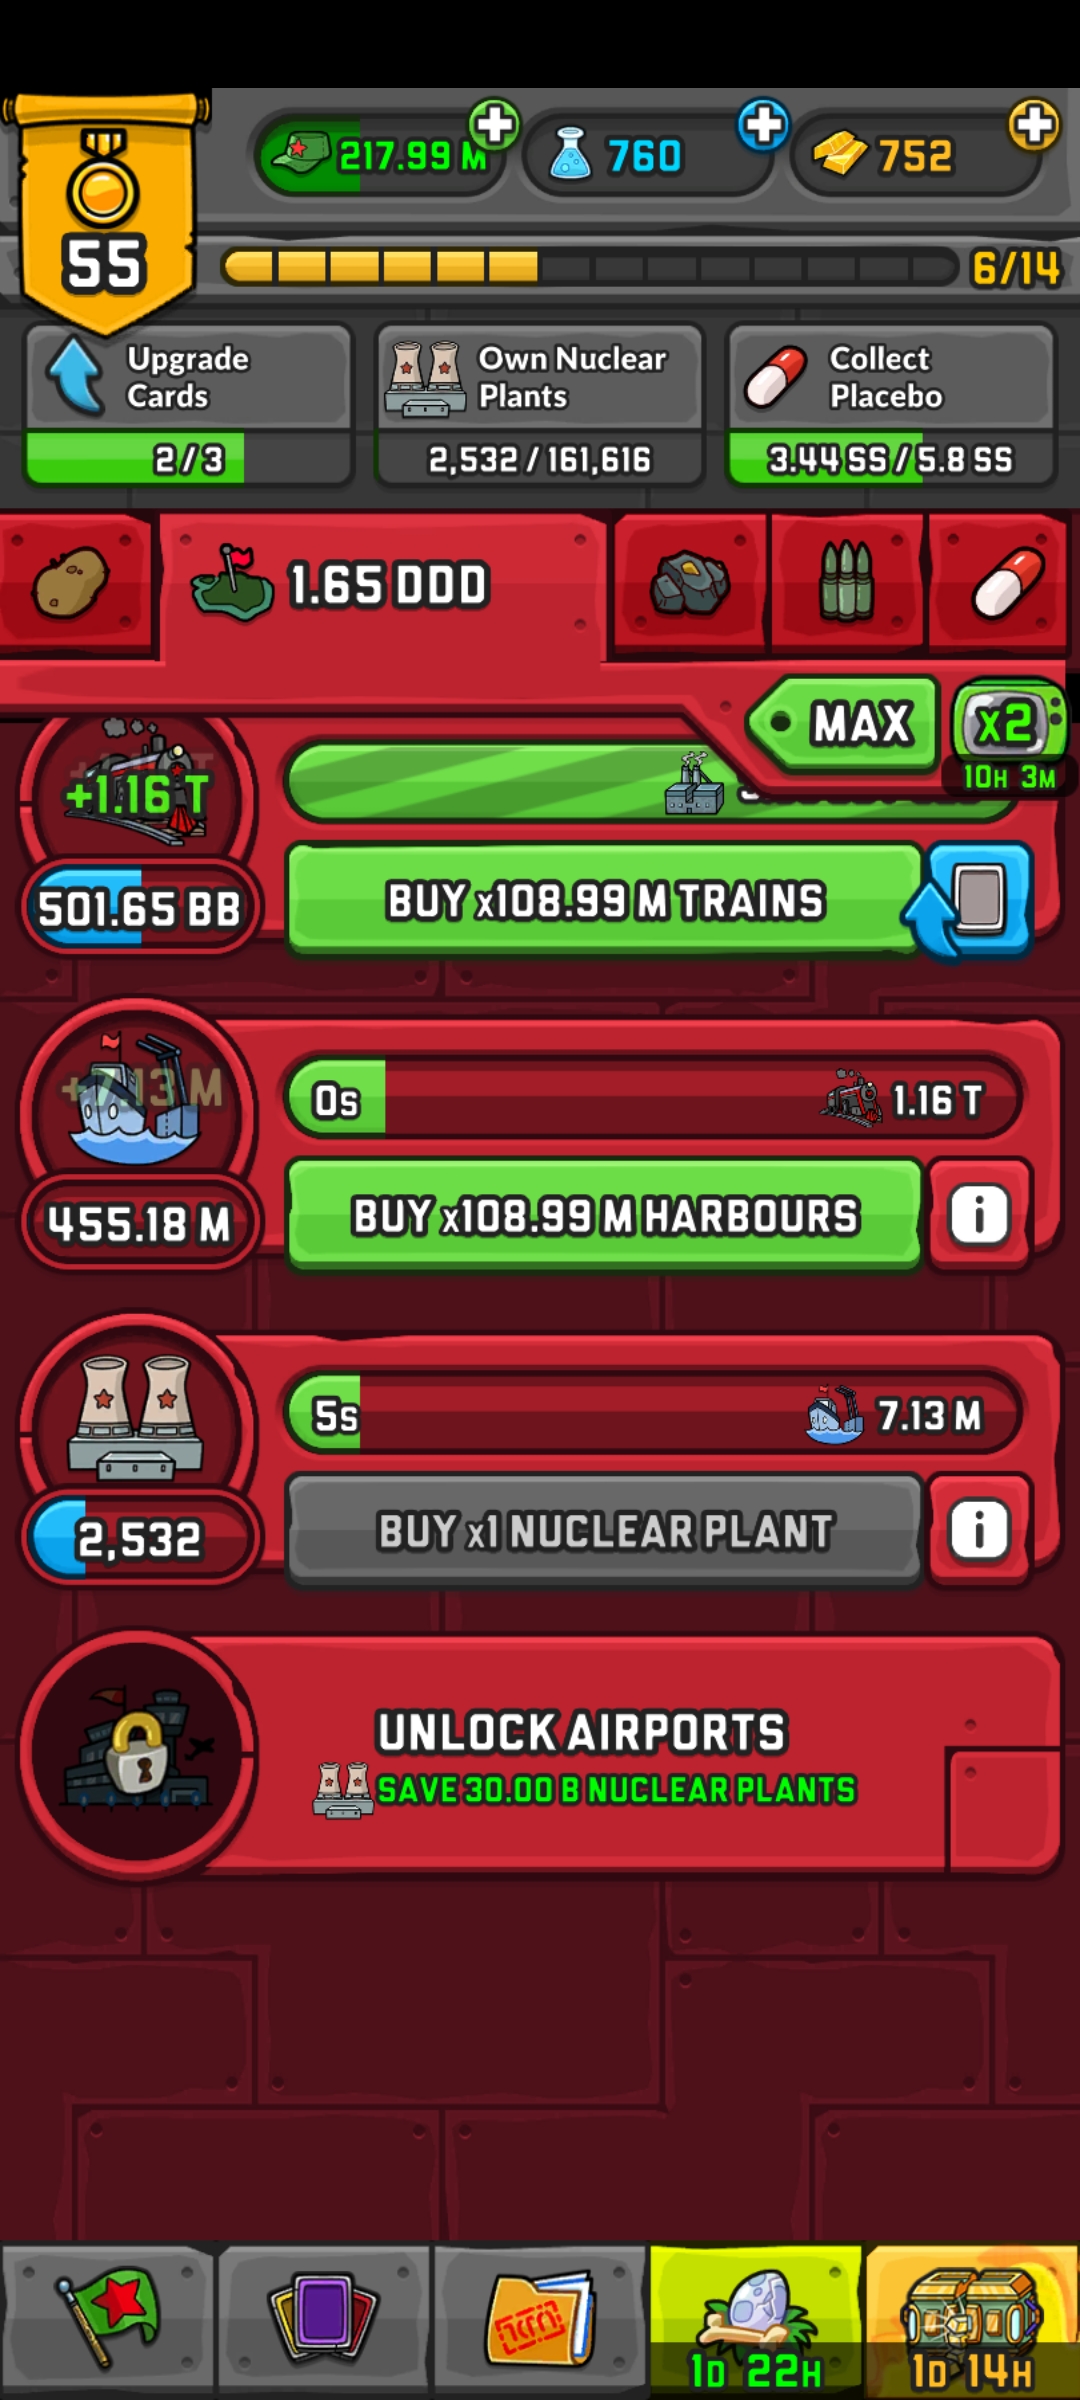 217.99 M
760
752
55
6/14
Upgrade Cards
2/3
Own Nuclear Plants
2,532 / 161,616
Collect Placebo
3.44 SS / 5.8 SS
1.65 DDD
MAX
x2
10H 3M
+1.16 T
501.65 BB
BUY x108.99 M TRAINS
+7.13 M
0s
1.16 T
455.18 M
BUY x108.99 M HARBOURS
i
5s
7.13 M
2,532
BUY x1 NUCLEAR PLANT
i
UNLOCK AIRPORTS
SAVE 30.00 B NUCLEAR PLANTS
1D 22H
1D 14H